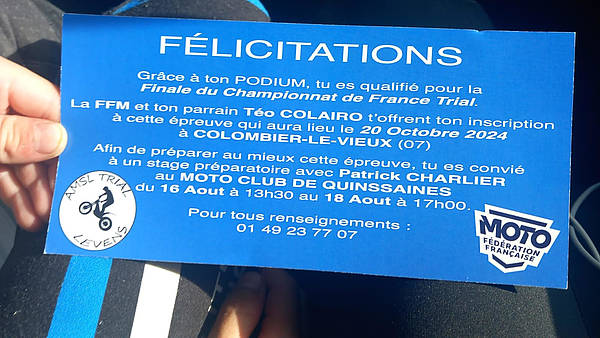 FÉLICITATIONS
Grâce à ton PODIUM, tu es qualifié pour la
Finale du Championnat de France Trial.
La FFM et ton parrain Téo COLAIRO t'offrent ton inscription
à cette épreuve qui aura lieu le 20 Octobre 2024
à COLOMBIER-LE-VIEUX (07)
Afin de préparer au mieux cette épreuve, tu es convié
à un stage préparatoire avec Patrick CHARLIER
au MOTO CLUB DE QUINSSAINES
du 16 Aout à 13h30 au 18 Aout à 17h00.
Pour tous renseignements :
01 49 23 77 07
AMSL TRIAL
LEVENS
MOTO
FÉDÉRATION
FRANÇAISE